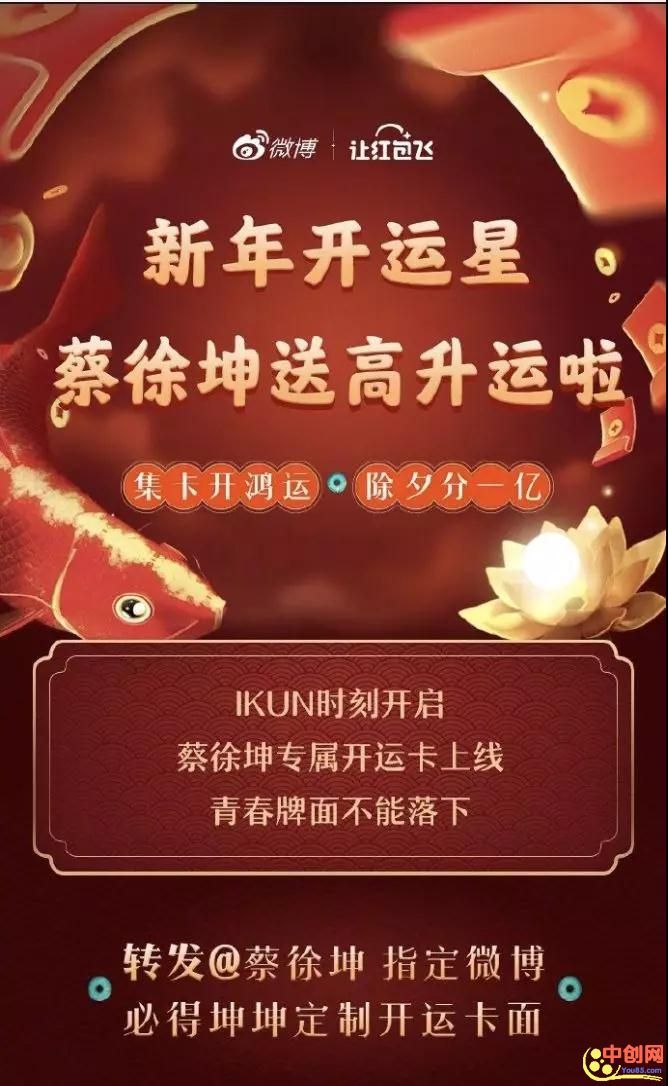 微博 让红包飞
新年开运星
蔡徐坤送高升运啦
集卡开鸿运 除夕分一亿
IKUN时刻开启
蔡徐坤专属开运卡上线
青春牌面不能落下
转发@蔡徐坤 指定微博
必得坤坤定制开运卡面
中创网
You85.com